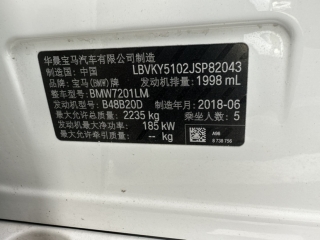 华晨宝马汽车有限公司制造
制造国：中国 LBVKY5102JSP82043
品牌：宝马(BMW)牌 发动机排量：1998 mL
整车型号：BMW7201LM
发动机型号：B48B20D 制造年月：2018-06
最大允许总质量：2235 kg 乘坐人数：5
发动机最大净功率：185 kW
最大允许牵引质量： kg